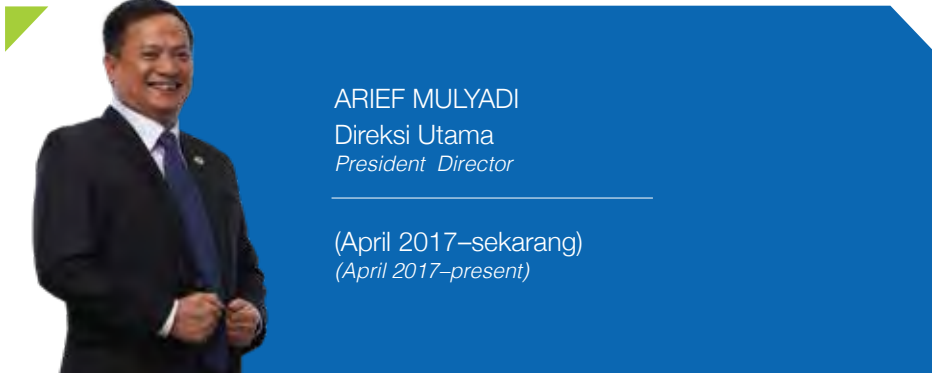 ARIEF MULYADI
Direksi Utama
President Director
(April 2017–sekarang)
(April 2017–present)